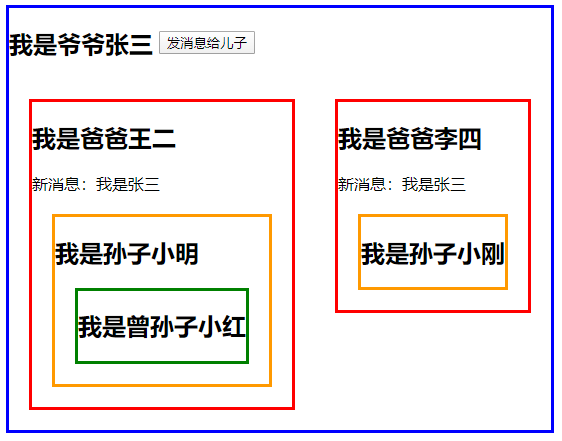 我是爷爷张三 发消息给儿子
我是爸爸王二
新消息：我是张三
我是孙子小明
我是曾孙子小红
我是爸爸李四
新消息：我是张三
我是孙子小刚